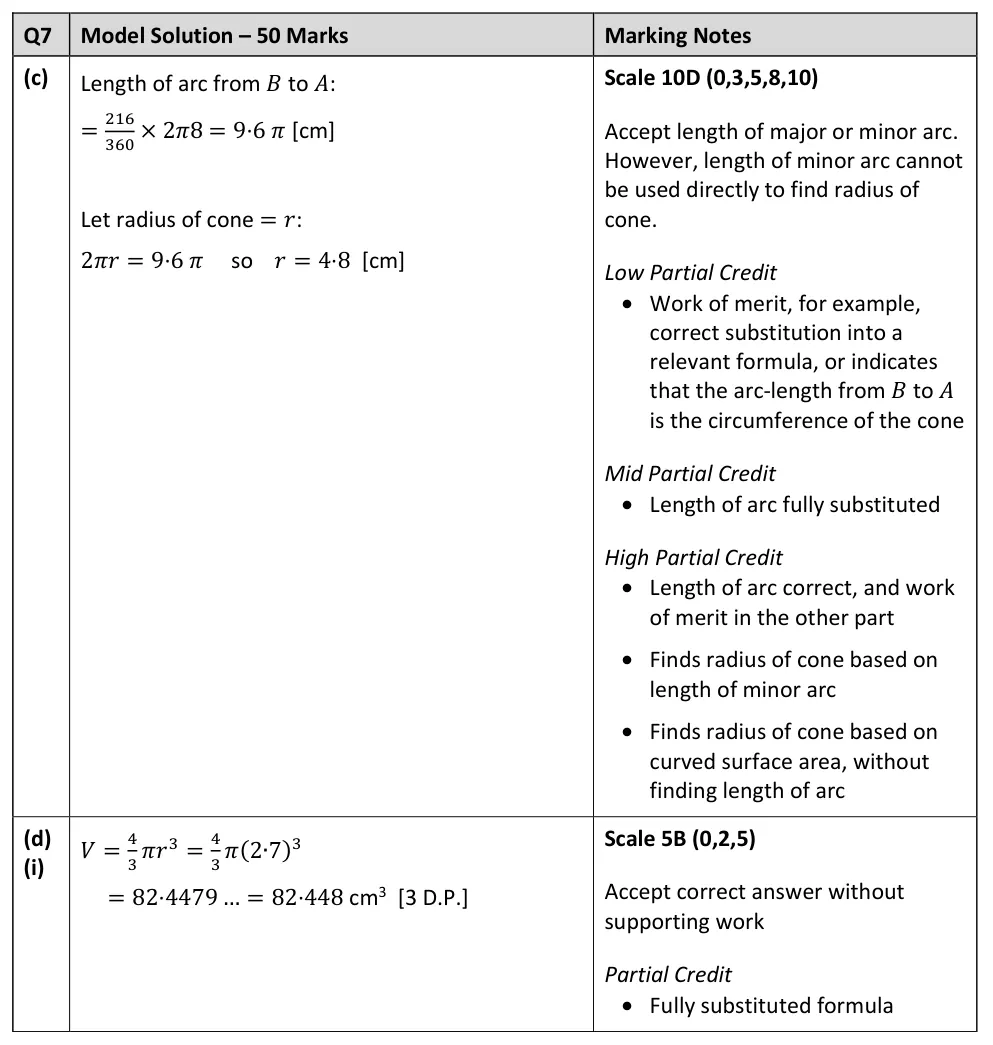 Q7 Model Solution – 50 Marks Marking Notes
(c) Length of arc from B to A:
= 216/360 × 2π8 = 9·6 π [cm]
Let radius of cone = r:
2πr = 9·6 π so r = 4·8 [cm]
Scale 10D (0,3,5,8,10)
Accept length of major or minor arc.
However, length of minor arc cannot
be used directly to find radius of
cone.
Low Partial Credit
• Work of merit, for example,
correct substitution into a
relevant formula, or indicates
that the arc-length from B to A
is the circumference of the cone
Mid Partial Credit
• Length of arc fully substituted
High Partial Credit
• Length of arc correct, and work
of merit in the other part
• Finds radius of cone based on
length of minor arc
• Finds radius of cone based on
curved surface area, without
finding length of arc
(d)
(i)
V = 4/3 πr³ = 4/3 π(2·7)³
= 82·4479 ... = 82·448 cm³ [3 D.P.]
Scale 5B (0,2,5)
Accept correct answer without
supporting work
Partial Credit
• Fully substituted formula